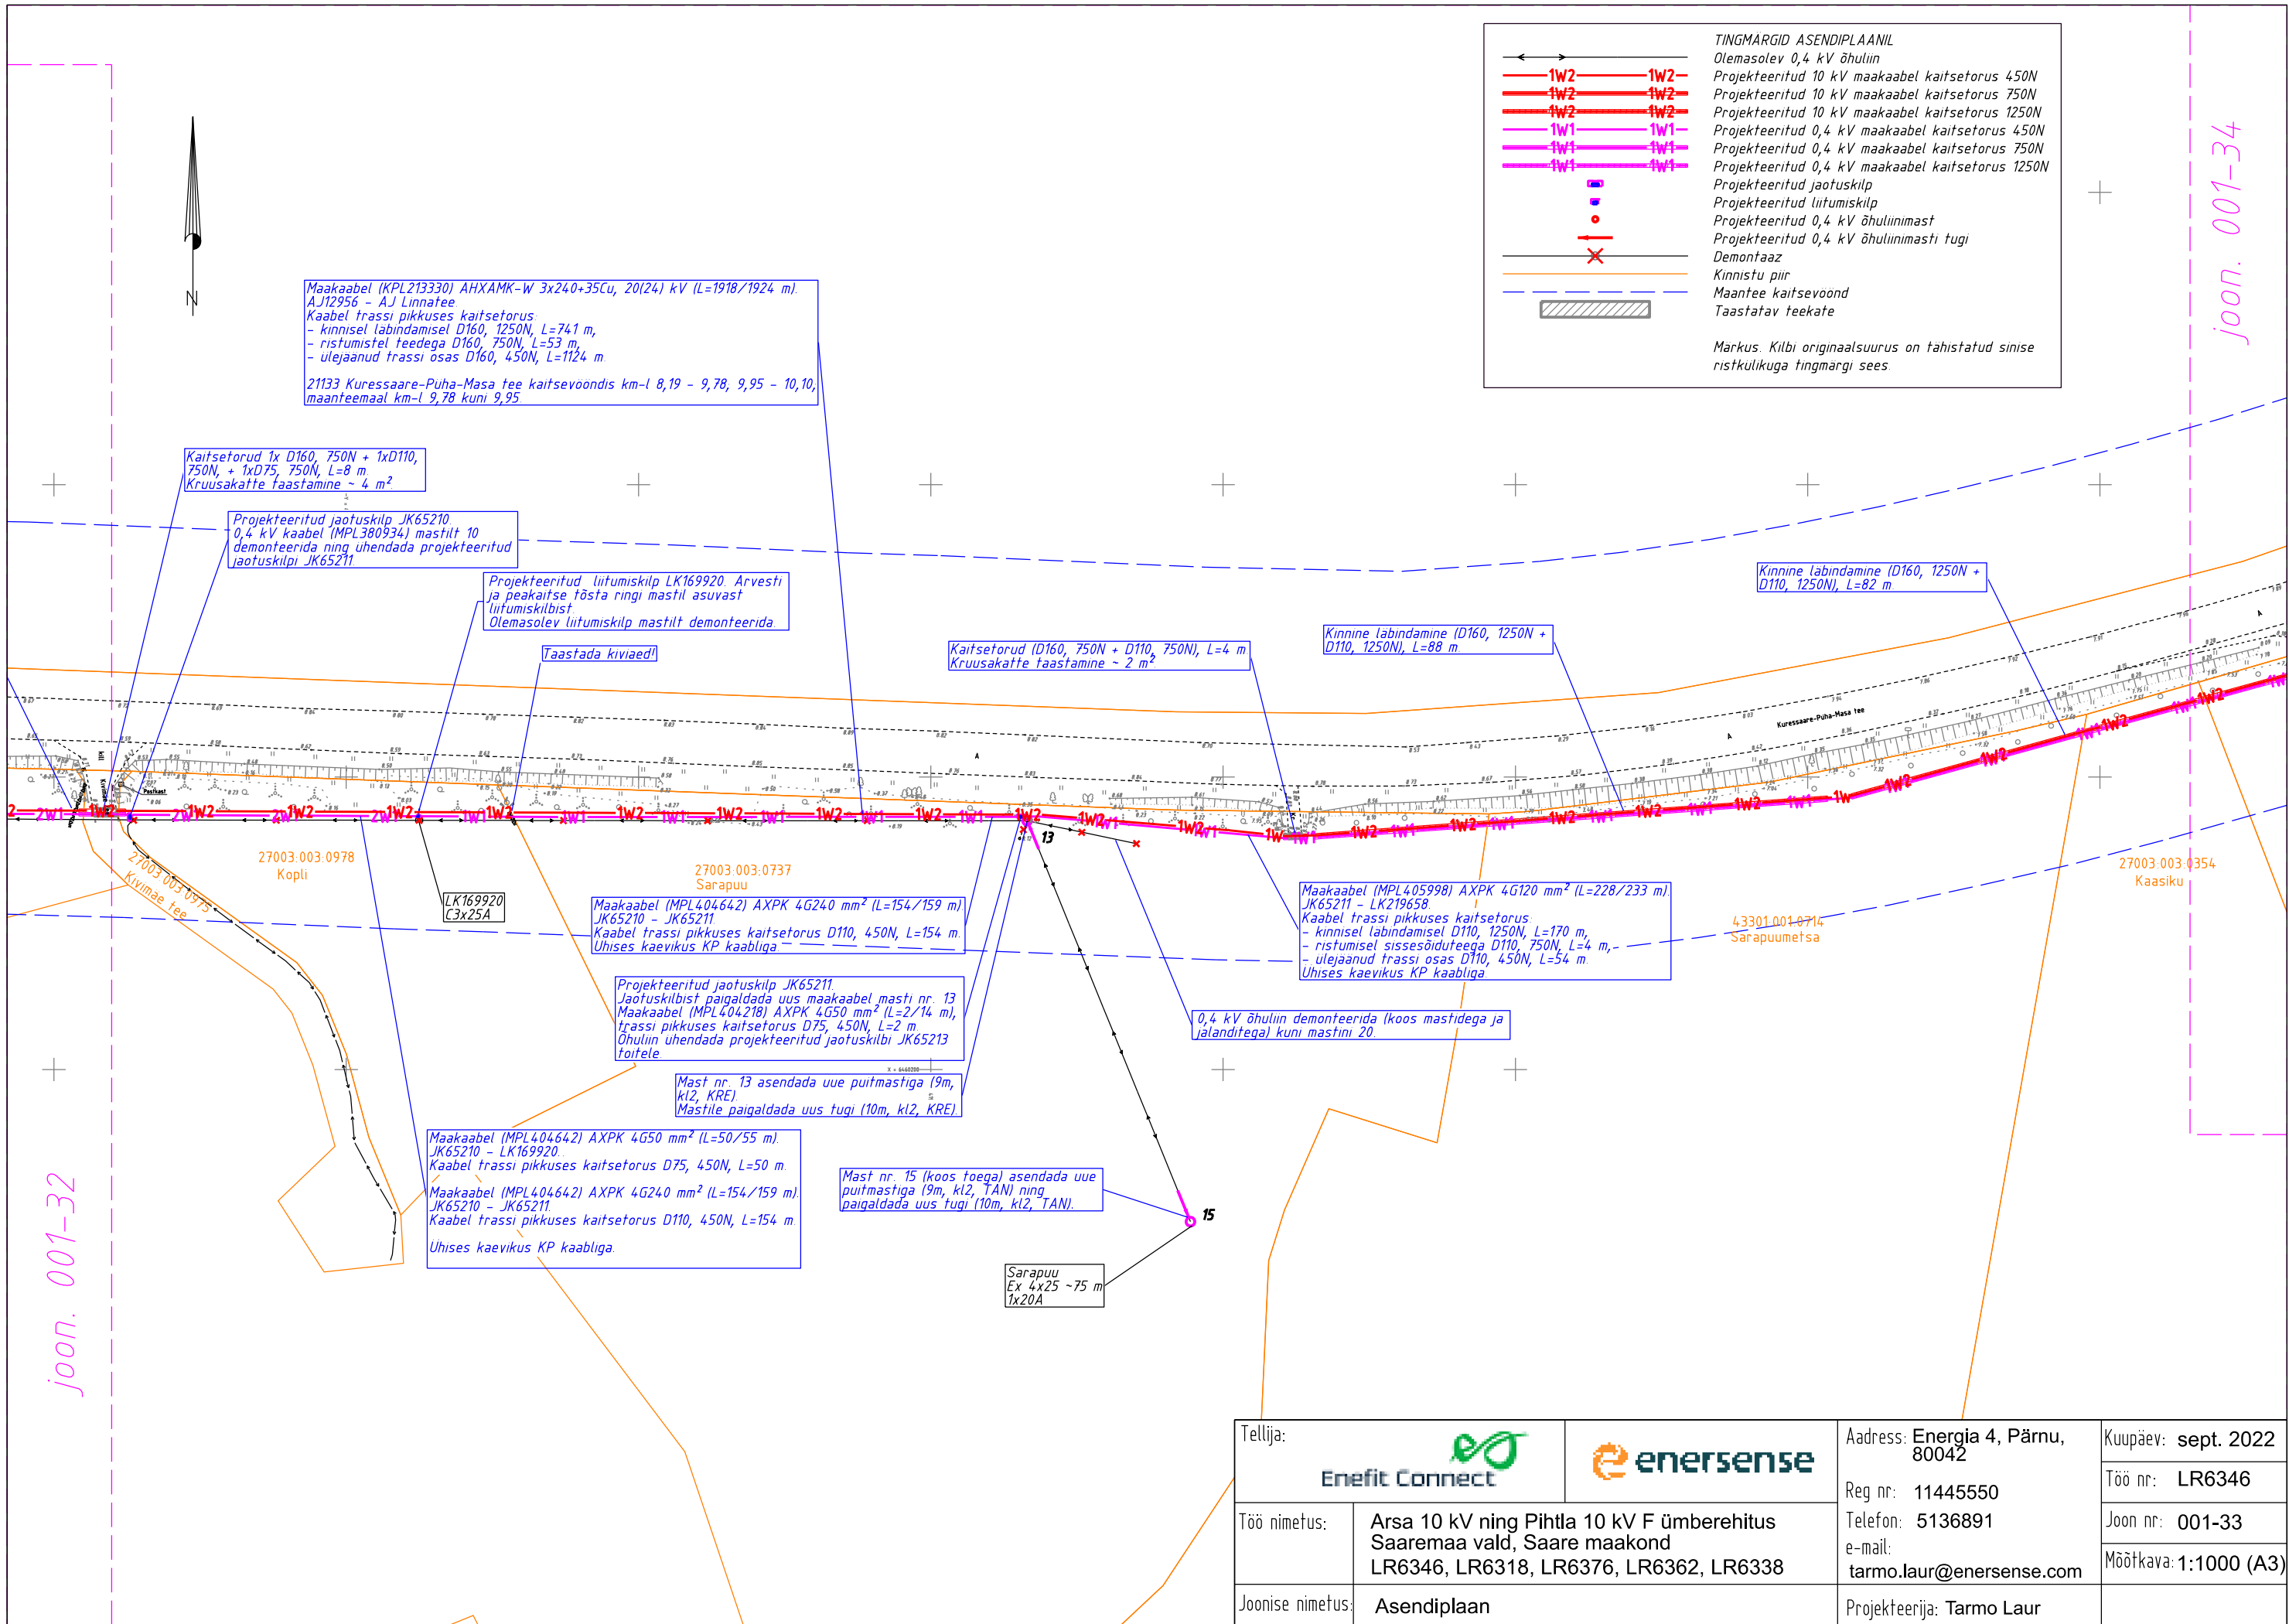 TINGMÄRGID ASENDIPLAANIL
Olemasolev 0,4 kV õhuliin
1W2 1W2 Projekteeritud 10 kV maakaabel kaitsetorus 450N
1W2 1W2 Projekteeritud 10 kV maakaabel kaitsetorus 750N
1W2 1W2 Projekteeritud 10 kV maakaabel kaitsetorus 1250N
1W1 1W1 Projekteeritud 0,4 kV maakaabel kaitsetorus 450N
1W1 1W1 Projekteeritud 0,4 kV maakaabel kaitsetorus 750N
1W1 1W1 Projekteeritud 0,4 kV maakaabel kaitsetorus 1250N
Projekteeritud jaotuskilp
Projekteeritud liitumiskilp
Projekteeritud 0,4 kV õhuliinimast
Projekteeritud 0,4 kV õhuliinimasti tugi
Demontaaz
Kinnistu piir
Maantee kaitsevöönd
Taastatav teekate
Märkus. Kilbi originaalsuurus on tähistatud sinise
ristkülikuga tingmärgi sees.
joon. 001-34
N
Maakaabel (KPL213330) AHXAMK-W 3x240+35Cu, 20(24) kV (L=1918/1924 m).
AJ12956 - AJ Linnatee.
Kaabel trassi pikkuses kaitsetorus:
- kinnisel läbindamisel D160, 1250N, L=741 m,
- ristumistel teedega D160, 750N, L=53 m,
- ülejäänud trassi osas D160, 450N, L=1124 m.
21133 Kuressaare-Püha-Masa tee kaitsevööndis km-l 8,19 - 9,78, 9,95 - 10,10,
maanteemaal km-l 9,78 kuni 9,95.
Kaitsetorud 1x D160, 750N + 1xD110,
750N, + 1xD75, 750N, L=8 m.
Kruusakatte taastamine ~ 4 m²
Projekteeritud jaotuskilp JK65210.
0,4 kV kaabel (MPL380934) mastilt 10
demonteerida ning ühendada projekteeritud
jaotuskilpi JK65211.
Projekteeritud liitumiskilp LK169920. Arvesti
ja peakaitse tõsta ringi mastil asuvast
liitumiskilbist.
Olemasolev liitumiskilp mastilt demonteerida.
Taastada kiviaed!
Kaitsetorud (D160, 750N + D110, 750N), L=4 m.
Kruusakatte taastamine ~ 2 m²
Kinnine läbindamine (D160, 1250N +
D110, 1250N), L=88 m.
Kinnine läbindamine (D160, 1250N +
D110, 1250N), L=82 m.
Kuressaare-Püha-Masa tee
Postkast
27003:003:0978
Kopli
27003:003:0975
Kivimäe tee
LK169920
C3x25A
27003:003:0737
Sarapuu
13
Maakaabel (MPL404642) AXPK 4G240 mm² (L=154/159 m).
JK65210 - JK65211.
Kaabel trassi pikkuses kaitsetorus D110, 450N, L=154 m.
Ühises kaevikus KP kaabliga.
Maakaabel (MPL405998) AXPK 4G120 mm² (L=228/233 m).
JK65211 - LK219658.
Kaabel trassi pikkuses kaitsetorus:
- kinnisel läbindamisel D110, 1250N, L=170 m,
- ristumisel sissesõiduteega D110, 750N, L=4 m,
- ülejäänud trassi osas D110, 450N, L=54 m.
Ühises kaevikus KP kaabliga.
43301:001:0714
Sarapuumetsa
27003:003:0354
Kaasiku
Projekteeritud jaotuskilp JK65211.
Jaotuskilbist paigaldada uus maakaabel masti nr. 13
Maakaabel (MPL404218) AXPK 4G50 mm² (L=2/14 m),
trassi pikkuses kaitsetorus D75, 450N, L=2 m.
Õhuliin ühendada projekteeritud jaotuskilbi JK65213
toitele.
0,4 kV õhuliin demonteerida (koos mastidega ja
jalanditega) kuni mastini 20.
X = 6460200
Mast nr. 13 asendada uue puitmastiga (9m,
kl2, KRE).
Mastile paigaldada uus tugi (10m, kl2, KRE).
Maakaabel (MPL404642) AXPK 4G50 mm² (L=50/55 m).
JK65210 - LK169920.
Kaabel trassi pikkuses kaitsetorus D75, 450N, L=50 m.
Maakaabel (MPL404642) AXPK 4G240 mm² (L=154/159 m).
JK65210 - JK65211.
Kaabel trassi pikkuses kaitsetorus D110, 450N, L=154 m.
Ühises kaevikus KP kaabliga.
Mast nr. 15 (koos toega) asendada uue
puitmastiga (9m, kl2, TAN) ning
paigaldada uus tugi (10m, kl2, TAN).
15
Sarapuu
Ex 4x25 ~75 m
1x20A
joon. 001-32
Tellija:
Enefit Connect
enersense
Aadress: Energia 4, Pärnu,
80042
Reg nr: 11445550
Telefon: 5136891
e-mail:
tarmo.laur@enersense.com
Kuupäev: sept. 2022
Töö nr: LR6346
Joon nr: 001-33
Mõõtkava: 1:1000 (A3)
Töö nimetus: Arsa 10 kV ning Pihtla 10 kV F ümberehitus
Saaremaa vald, Saare maakond
LR6346, LR6318, LR6376, LR6362, LR6338
Joonise nimetus: Asendiplaan
Projekteerija: Tarmo Laur